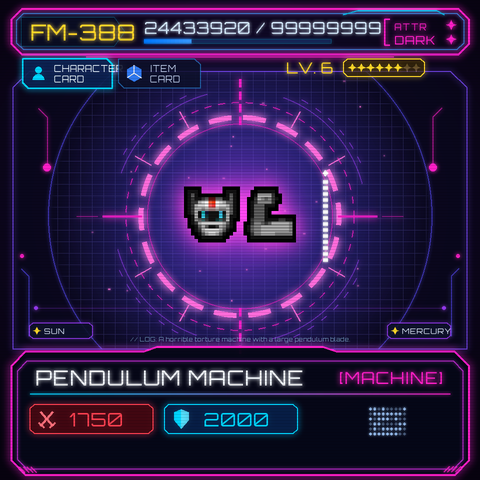 FM-388
24433920 / 99999999
ATTR
DARK
CHARACTER
CARD
ITEM
CARD
LV. 6
SUN
MERCURY
// LOG: A horrible torture machine with a large pendulum blade.
PENDULUM MACHINE
[MACHINE]
1750
2000